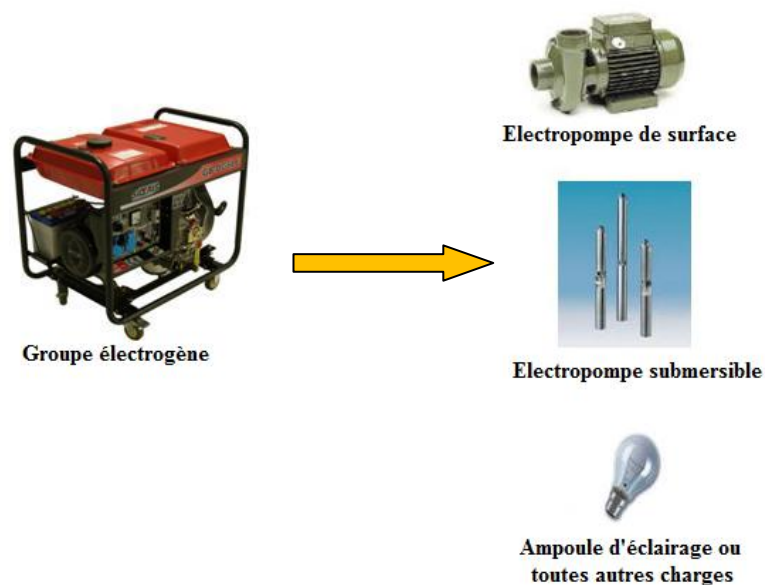 Electropompe de surface
Groupe électrogène
Electropompe submersible
Ampoule d'éclairage ou
toutes autres charges